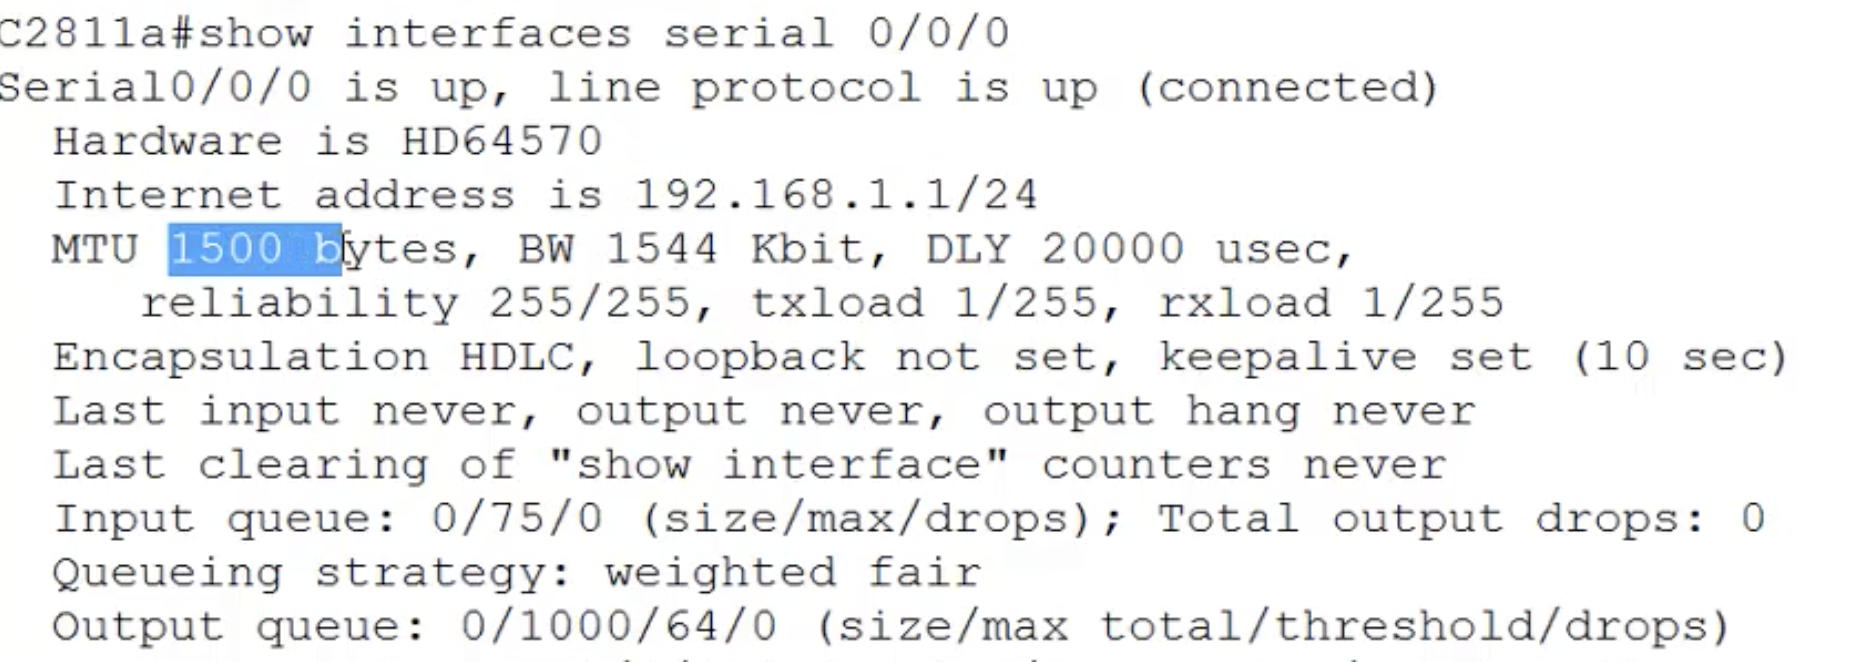 C2811a#show interfaces serial 0/0/0
Serial0/0/0 is up, line protocol is up (connected)
Hardware is HD64570
Internet address is 192.168.1.1/24
MTU 1500 bytes, BW 1544 Kbit, DLY 20000 usec,
reliability 255/255, txload 1/255, rxload 1/255
Encapsulation HDLC, loopback not set, keepalive set (10 sec)
Last input never, output never, output hang never
Last clearing of "show interface" counters never
Input queue: 0/75/0 (size/max/drops); Total output drops: 0
Queueing strategy: weighted fair
Output queue: 0/1000/64/0 (size/max total/threshold/drops)